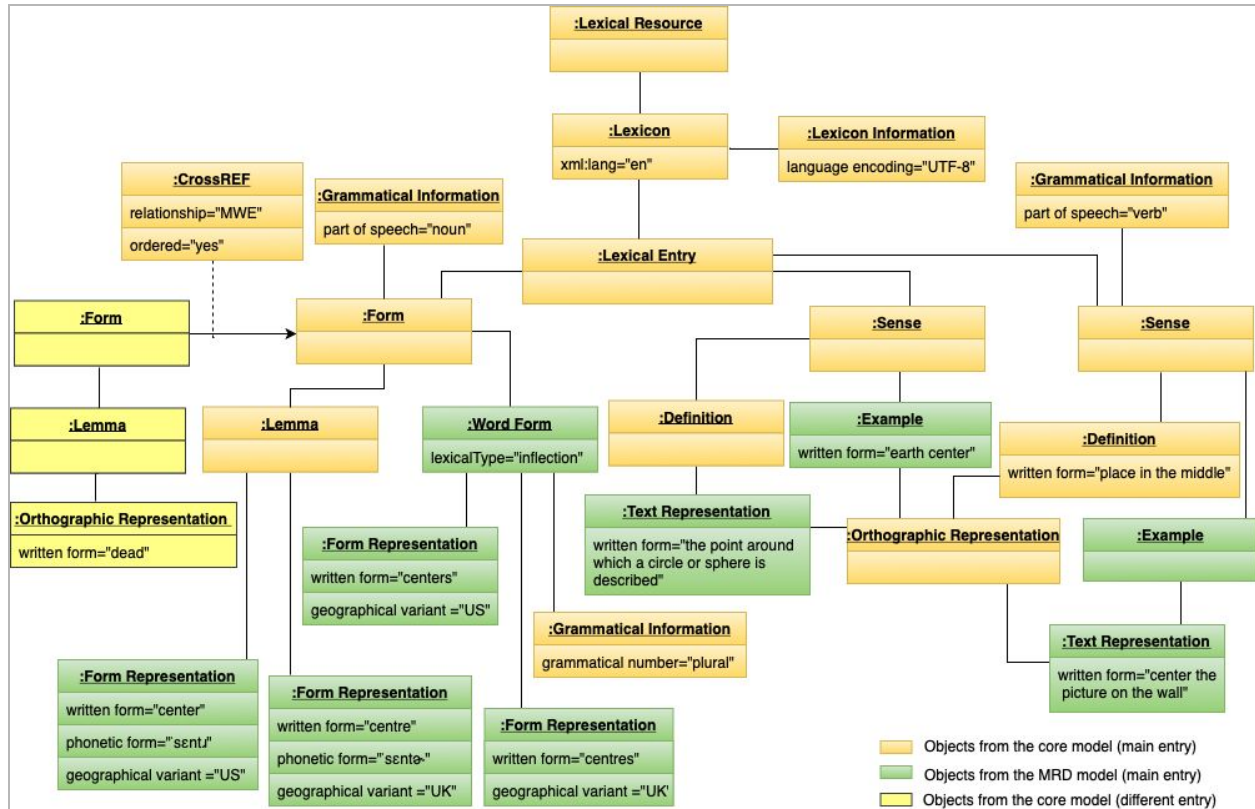 :Lexical Resource
:Lexicon
xml:lang="en"
:Lexicon Information
language encoding="UTF-8"
:CrossREF
relationship="MWE"
ordered="yes"
:Grammatical Information
part of speech="noun"
:Grammatical Information
part of speech="verb"
:Lexical Entry
:Form
:Form
:Sense
:Sense
:Lemma
:Lemma
:Word Form
lexicalType="inflection"
:Definition
:Example
written form="earth center"
:Definition
written form="place in the middle"
:Orthographic Representation
written form="dead"
:Form Representation
written form="centers"
geographical variant ="US"
:Text Representation
written form="the point around
which a circle or sphere is
described"
:Orthographic Representation
:Example
:Grammatical Information
grammatical number="plural"
:Text Representation
written form="center the
picture on the wall"
:Form Representation
written form="center"
phonetic form="ˈsɛntɹ"
geographical variant ="US"
:Form Representation
written form="centre"
phonetic form="ˈsɛntɚ"
geographical variant ="UK"
:Form Representation
written form="centres"
geographical variant ="UK'
Objects from the core model (main entry)
Objects from the MRD model (main entry)
Objects from the core model (different entry)